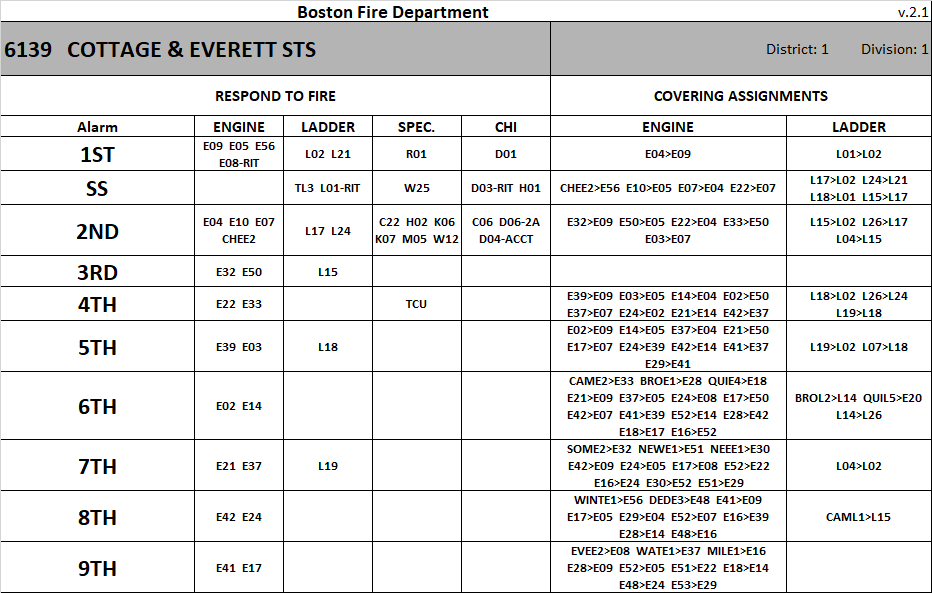 Boston Fire Department v.2.1
6139 COTTAGE & EVERETT STS District: 1 Division: 1
RESPOND TO FIRE COVERING ASSIGNMENTS
Alarm ENGINE LADDER SPEC. CHI ENGINE LADDER
1ST
E09 E05 E56
E08-RIT
L02 L21
R01
D01
E04>E09
L01>L02
SS
TL3 L01-RIT
W25
D03-RIT H01
CHEE2>E56 E10>E05 E07>E04 E22>E07
L17>L02 L24>L21
L18>L01 L15>L17
2ND
E04 E10 E07
CHEE2
L17 L24
C22 H02 K06
K07 M05 W12
C06 D06-2A
D04-ACCT
E32>E09 E50>E05 E22>E04 E33>E50
E03>E07
L15>L02 L26>L17
L04>L15
3RD
E32 E50
L15
4TH
E22 E33
TCU
E39>E09 E03>E05 E14>E04 E02>E50
E37>E07 E24>E02 E21>E14 E42>E37
L18>L02 L26>L24
L19>L18
5TH
E39 E03
L18
E02>E09 E14>E05 E37>E04 E21>E50
E17>E07 E24>E39 E42>E14 E41>E37
E29>E41
L19>L02 L07>L18
6TH
E02 E14
CAME2>E33 BROE1>E28 QUIE4>E18
E21>E09 E37>E05 E24>E08 E17>E50
E42>E07 E41>E39 E52>E14 E28>E42
E18>E17 E16>E52
BROL2>L14 QUIL5>E20
L14>L26
7TH
E21 E37
L19
SOME2>E32 NEWE1>E51 NEEE1>E30
E42>E09 E24>E05 E17>E08 E52>E22
E16>E24 E30>E52 E51>E29
L04>L02
8TH
E42 E24
WINTE1>E56 DEDE3>E48 E41>E09
E17>E05 E29>E04 E52>E07 E16>E39
E28>E14 E48>E16
CAML1>L15
9TH
E41 E17
EVEE2>E08 WATE1>E37 MILE1>E16
E28>E09 E52>E05 E51>E22 E18>E14
E48>E24 E53>E29